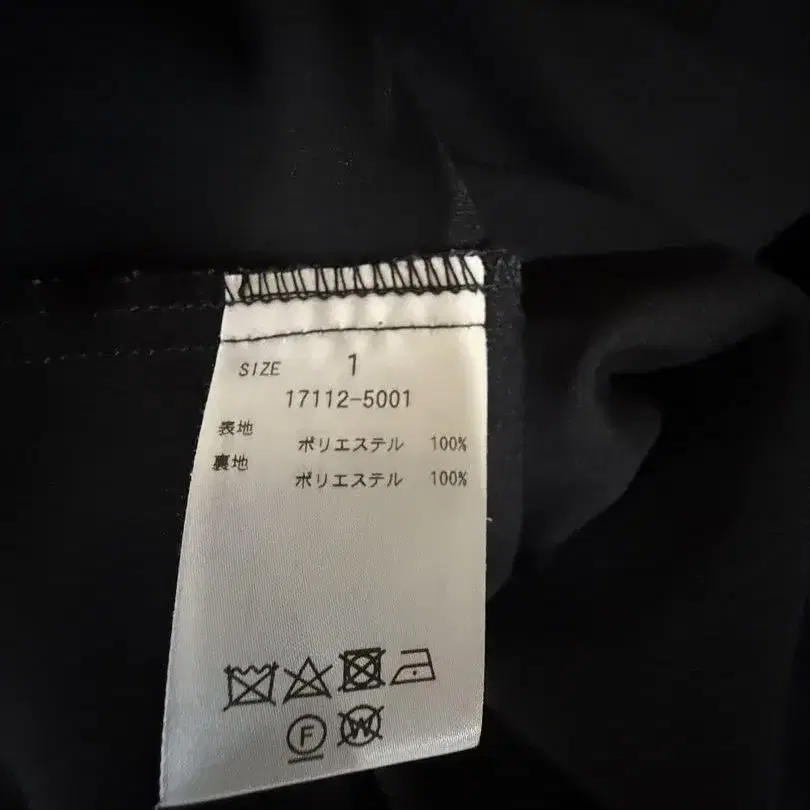 SIZE 1
17112-5001
表地 ポリエステル 100%
裏地 ポリエステル 100%
F W